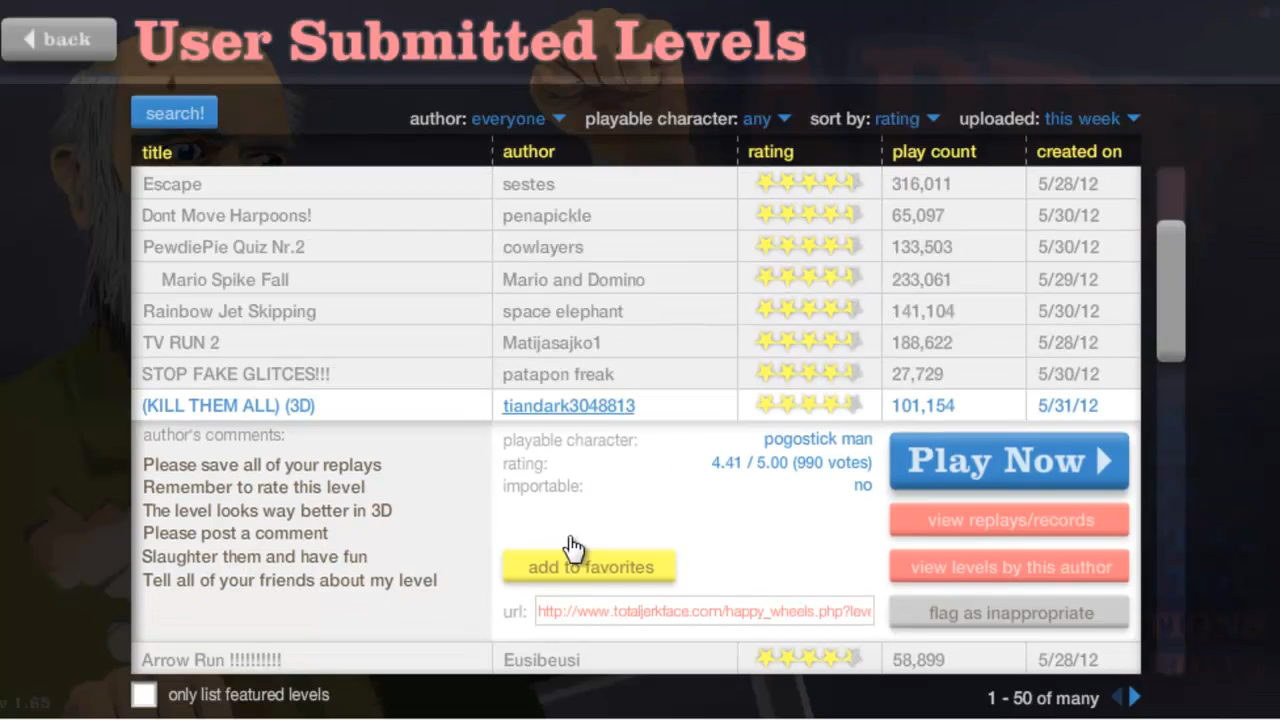 back
User Submitted Levels
search!
author: everyone playable character: any sort by: rating uploaded: this week
title author rating play count created on
Escape sestes 316,011 5/28/12
Dont Move Harpoons! penapickle 65,097 5/30/12
PewdiePie Quiz Nr.2 cowlayers 133,503 5/30/12
Mario Spike Fall Mario and Domino 233,061 5/29/12
Rainbow Jet Skipping space elephant 141,104 5/30/12
TV RUN 2 Matijasajko1 188,622 5/28/12
STOP FAKE GLITCES!!! patapon freak 27,729 5/30/12
(KILL THEM ALL) (3D) tiandark3048813 101,154 5/31/12
author's comments:
Please save all of your replays
Remember to rate this level
The level looks way better in 3D
Please post a comment
Slaughter them and have fun
Tell all of your friends about my level
playable character: pogostick man
rating: 4.41 / 5.00 (990 votes)
importable: no
add to favorites
url: http://www.totaljerkface.com/happy_wheels.php?leve
Play Now
view replays/records
view levels by this author
flag as inappropriate
Arrow Run !!!!!!!!!! Eusibeusi 58,899 5/28/12
only list featured levels
1 - 50 of many
v 1.65